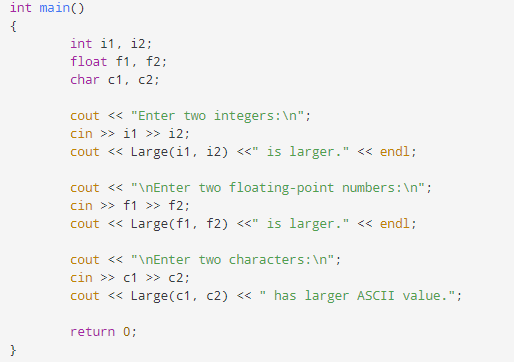 int main()
{
int i1, i2;
float f1, f2;
char c1, c2;
cout << "Enter two integers:\n";
cin >> i1 >> i2;
cout << Large(i1, i2) <<" is larger." << endl;
cout << "\nEnter two floating-point numbers:\n";
cin >> f1 >> f2;
cout << Large(f1, f2) <<" is larger." << endl;
cout << "\nEnter two characters:\n";
cin >> c1 >> c2;
cout << Large(c1, c2) << " has larger ASCII value.";
return 0;
}